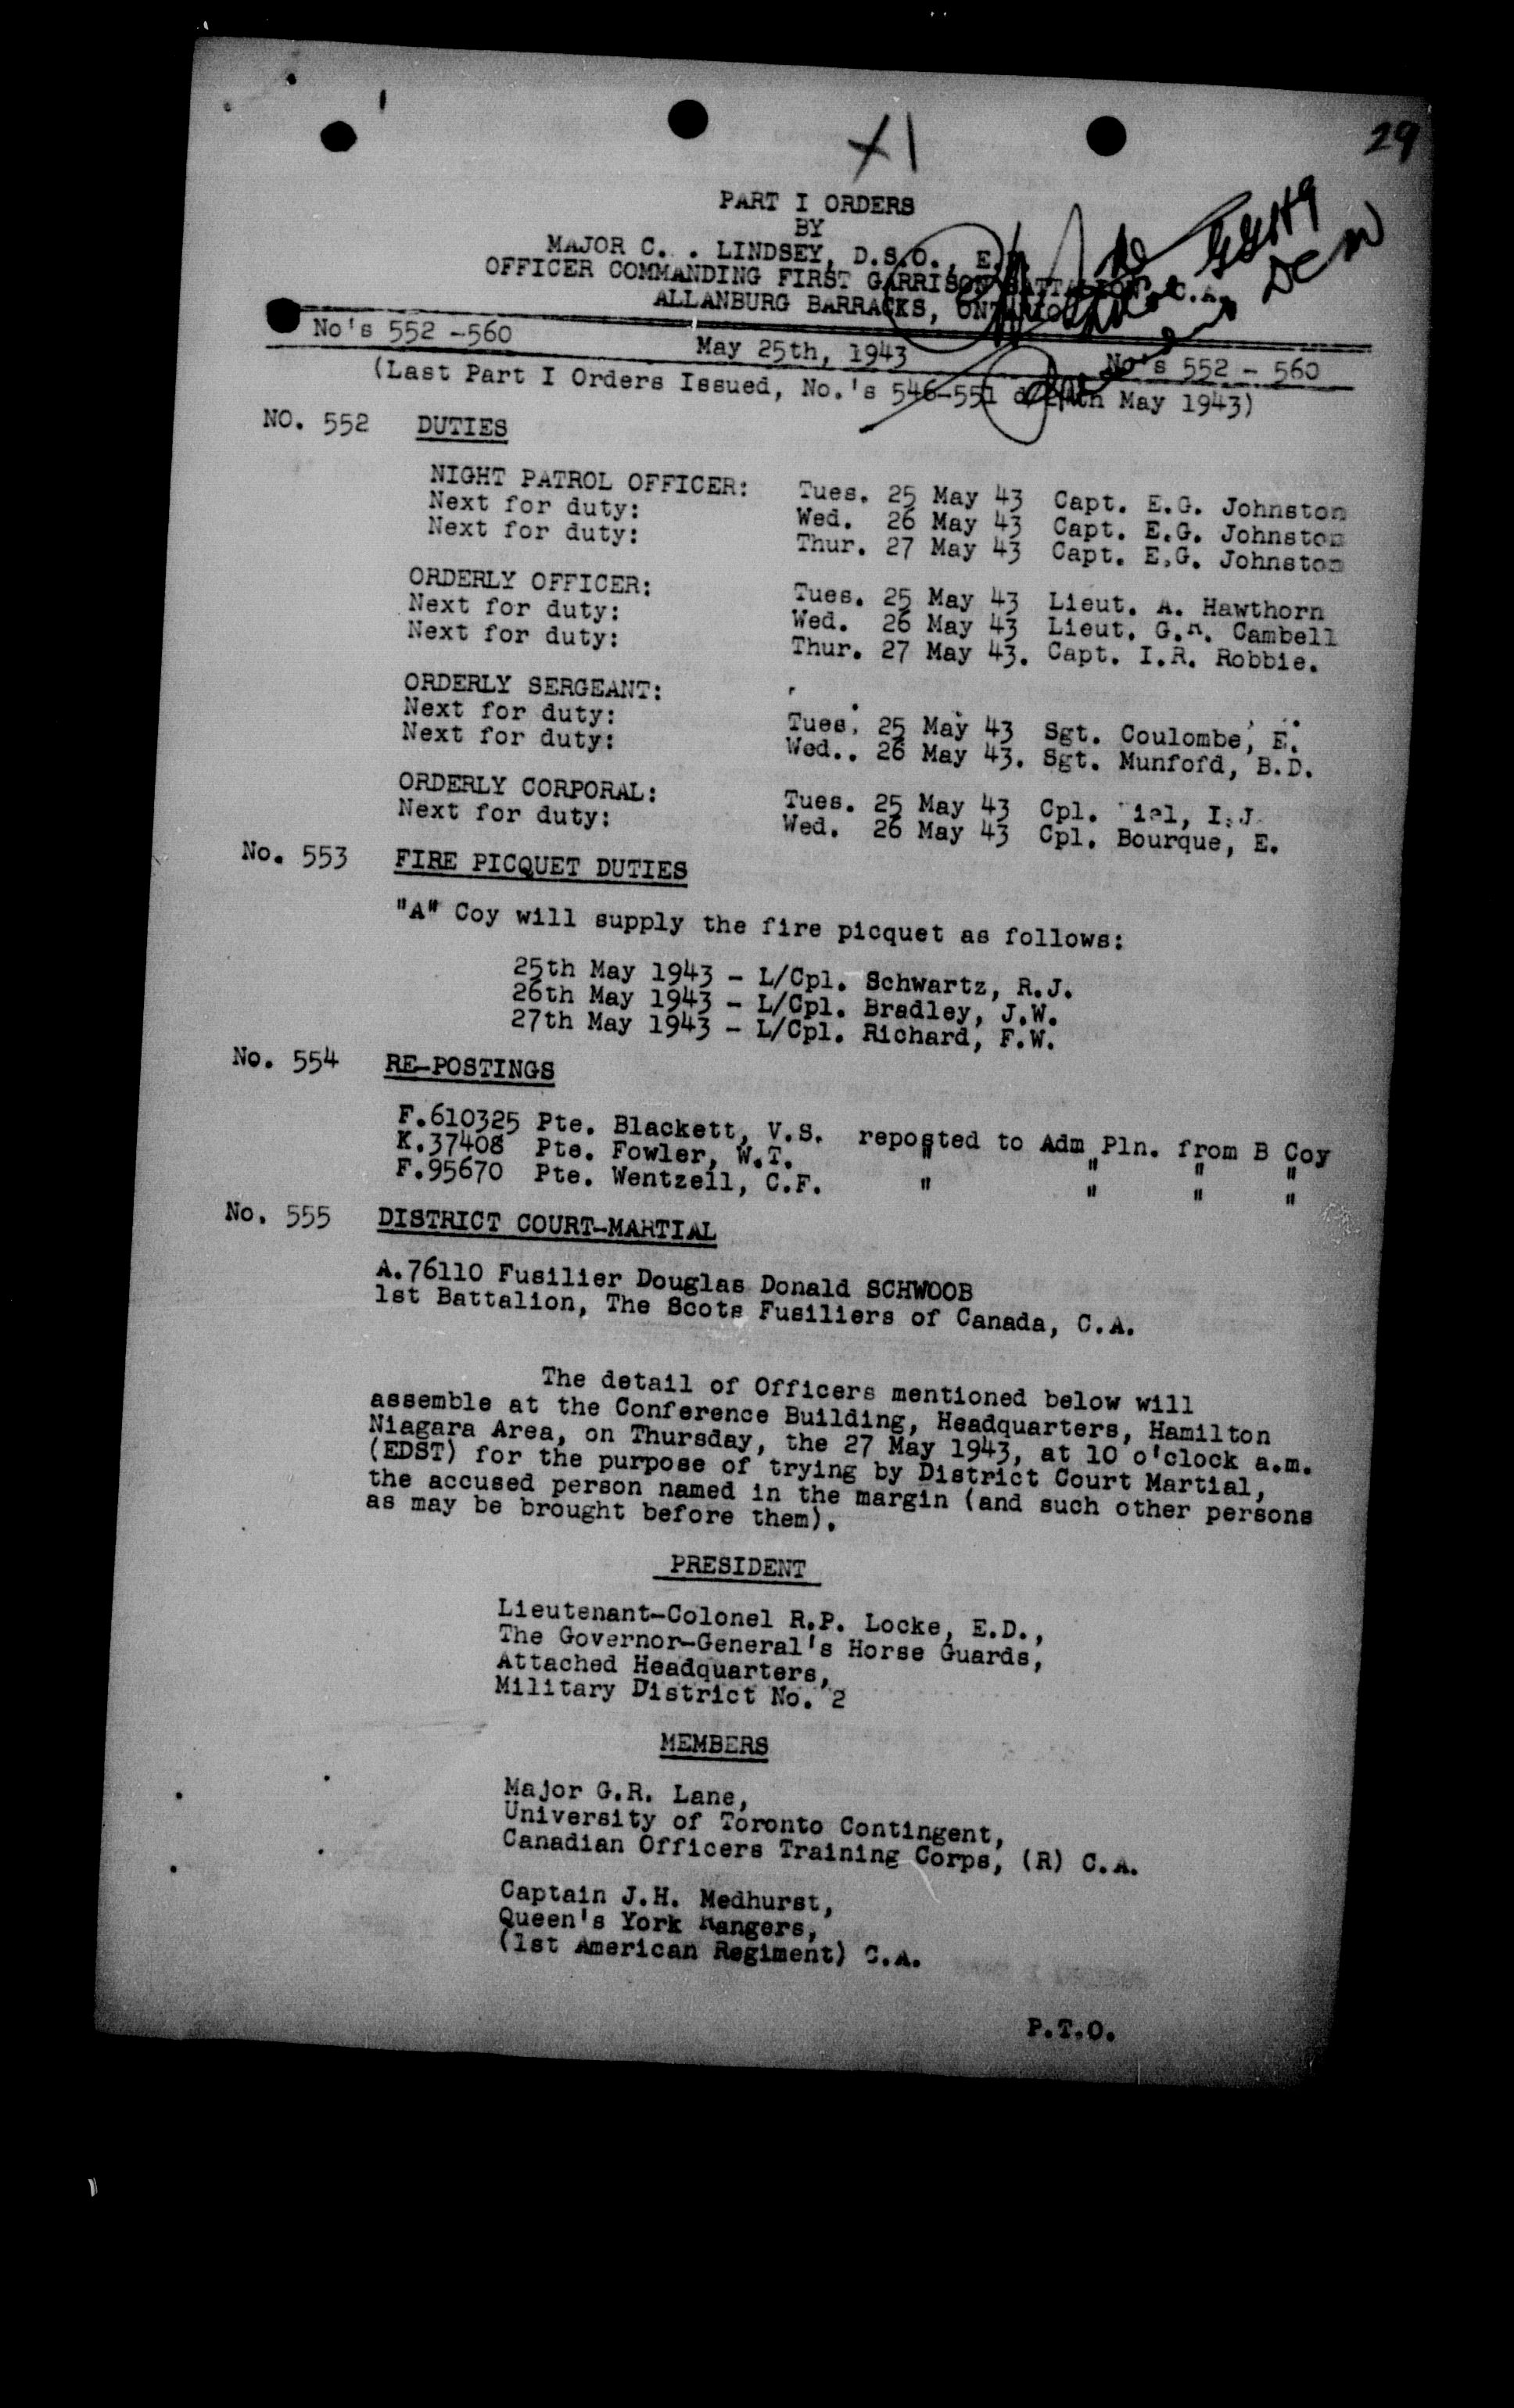 29
X1
PART I ORDERS
BY
MAJOR C. . LINDSEY, D.S.O., E.
OFFICER COMMANDING FIRST GARRISON BATTALION C.A.
ALLANBURG BARRACKS, ONTARIO
No's 552 -560 May 25th, 1943 No's 552 - 560
(Last Part I Orders Issued, No.'s 546-551 May 1943)
NO. 552 DUTIES
NIGHT PATROL OFFICER: Tues. 25 May 43 Capt. E.G. Johnston
Next for duty: Wed. 26 May 43 Capt. E.G. Johnston
Next for duty: Thur. 27 May 43 Capt. E.G. Johnston
ORDERLY OFFICER: Tues. 25 May 43 Lieut. A. Hawthorn
Next for duty: Wed. 26 May 43 Lieut. G. Cambell
Next for duty: Thur. 27 May 43. Capt. I.R. Robbie.
ORDERLY SERGEANT:
Next for duty: Tues. 25 May 43 Sgt. Coulombe, E.
Next for duty: Wed.. 26 May 43. Sgt. Munford, B.D.
ORDERLY CORPORAL: Tues. 25 May 43 Cpl. I.J.
Next for duty: Wed. 26 May 43 Cpl. Bourque, E.
No. 553 FIRE PICQUET DUTIES
"A" Coy will supply the fire picquet as follows:
25th May 1943 - L/Cpl. Schwartz, R.J.
26th May 1943 - L/Cpl. Bradley, J.W.
27th May 1943 - L/Cpl. Richard, F.W.
No. 554 RE-POSTINGS
F.610325 Pte. Blackett, V.S. reposted to Adm Pln. from B Coy
K.37408 Pte. Fowler, W.T. " " " "
F.95670 Pte. Wentzell, C.F. " " " "
No. 555 DISTRICT COURT-MARTIAL
A.76110 Fusilier Douglas Donald SCHWOOB
1st Battalion, The Scots Fusiliers of Canada, C.A.
The detail of Officers mentioned below will
assemble at the Conference Building, Headquarters, Hamilton
Niagara Area, on Thursday, the 27 May 1943, at 10 o'clock a.m.
(EDST) for the purpose of trying by District Court Martial,
the accused person named in the margin (and such other persons
as may be brought before them).
PRESIDENT
Lieutenant-Colonel R.P. Locke, E.D.,
The Governor-General's Horse Guards,
Attached Headquarters,
Military District No. 2
MEMBERS
Major G.R. Lane,
University of Toronto Contingent,
Canadian Officers Training Corps, (R) C.A.
Captain J.H. Medhurst,
Queen's York Rangers,
(1st American Regiment) C.A.
P.T.O.